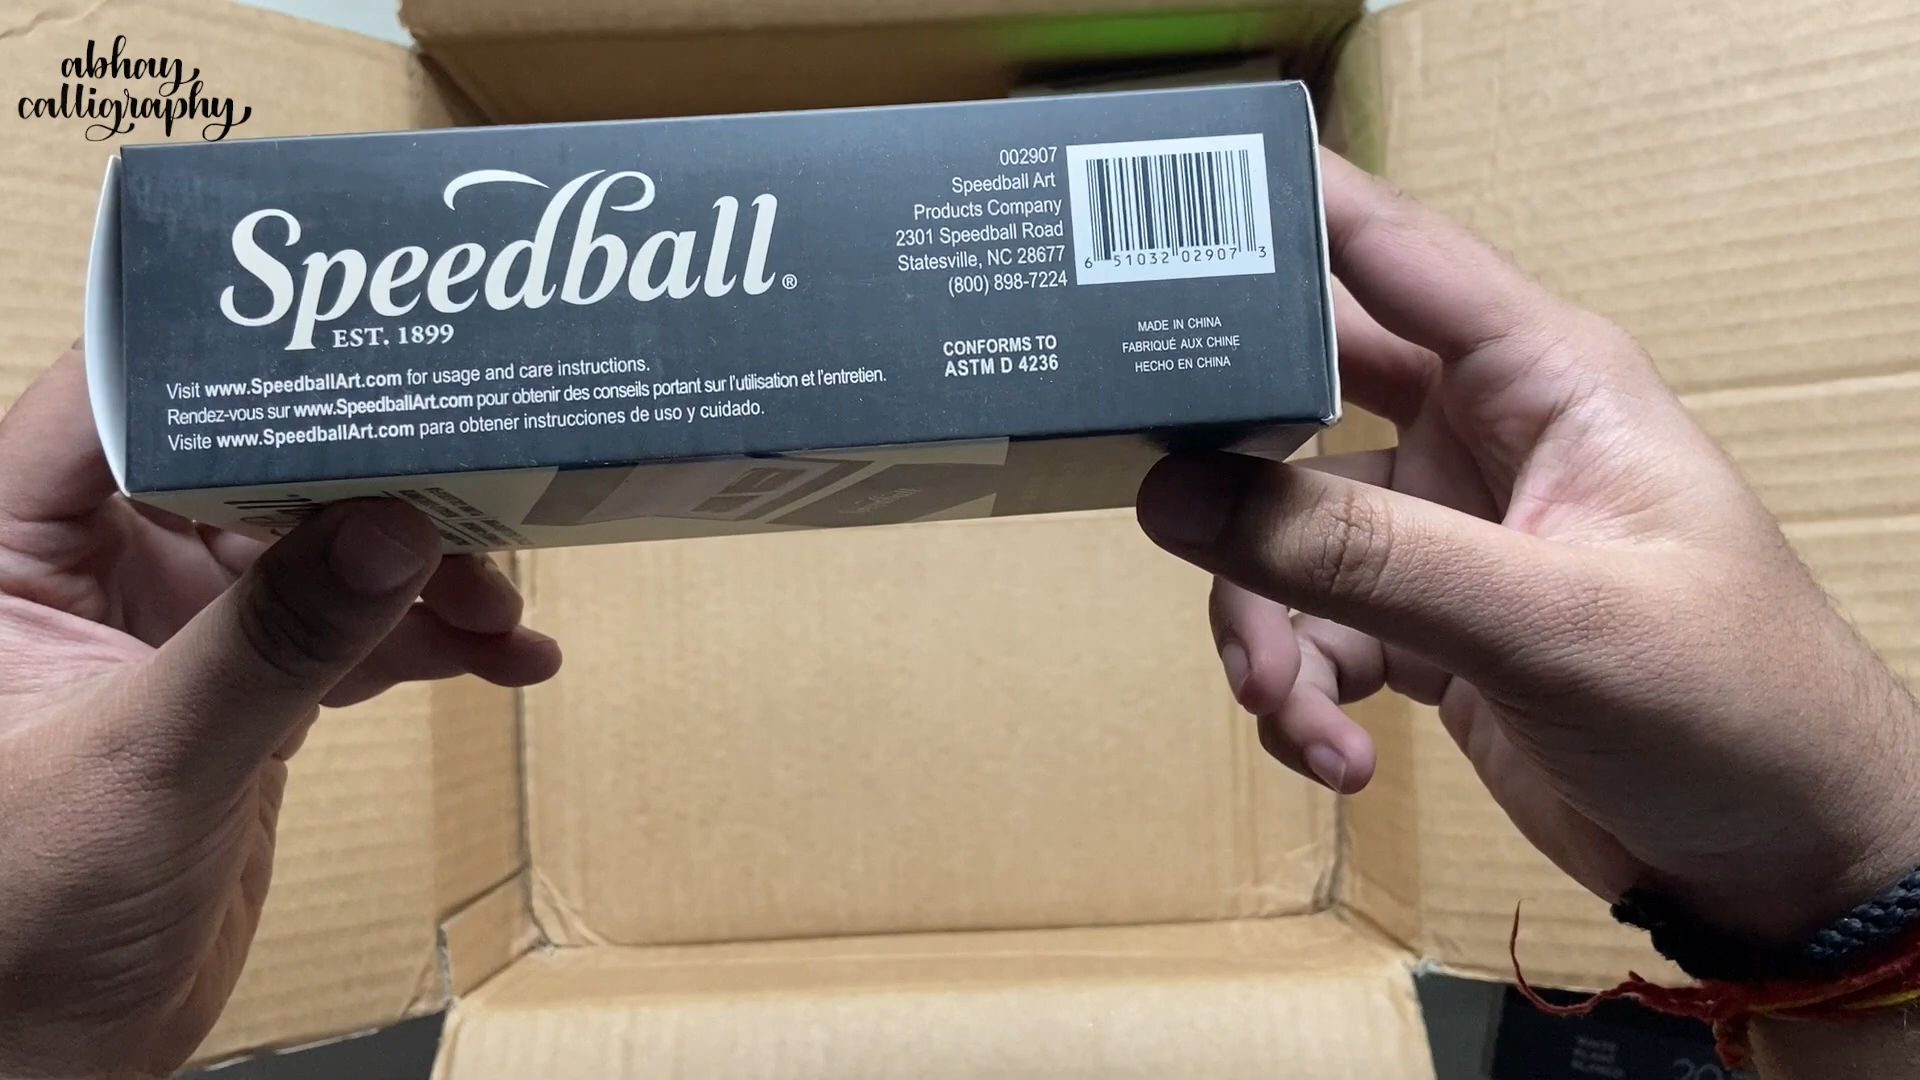 abhay
calligraphy
Speedball®
EST. 1899
Visit www.SpeedballArt.com for usage and care instructions.
Rendez-vous sur www.SpeedballArt.com pour obtenir des conseils portant sur l'utilisation et l'entretien.
Visite www.SpeedballArt.com para obtener instrucciones de uso y cuidado.
002907
Speedball Art
Products Company
2301 Speedball Road
Statesville, NC 28677
(800) 898-7224
CONFORMS TO
ASTM D 4236
6 51032 02907 3
MADE IN CHINA
FABRIQUÉ AUX CHINE
HECHO EN CHINA